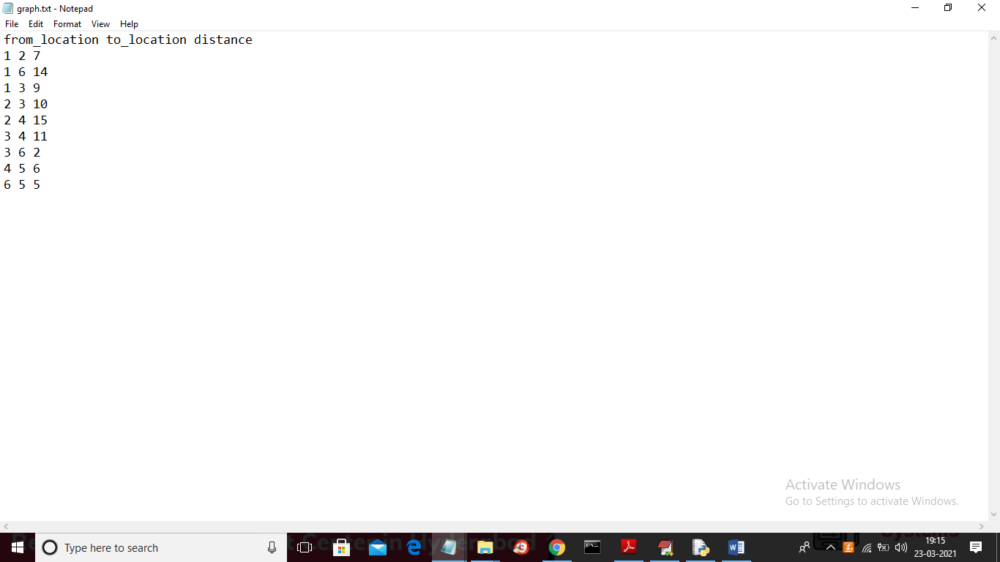 graph.txt - Notepad
File Edit Format View Help
from_location to_location distance
1 2 7
1 6 14
1 3 9
2 3 10
2 4 15
3 4 11
3 6 2
4 5 6
6 5 5
Activate Windows
Go to Settings to activate Windows.
Type here to search
19:15
23-03-2021